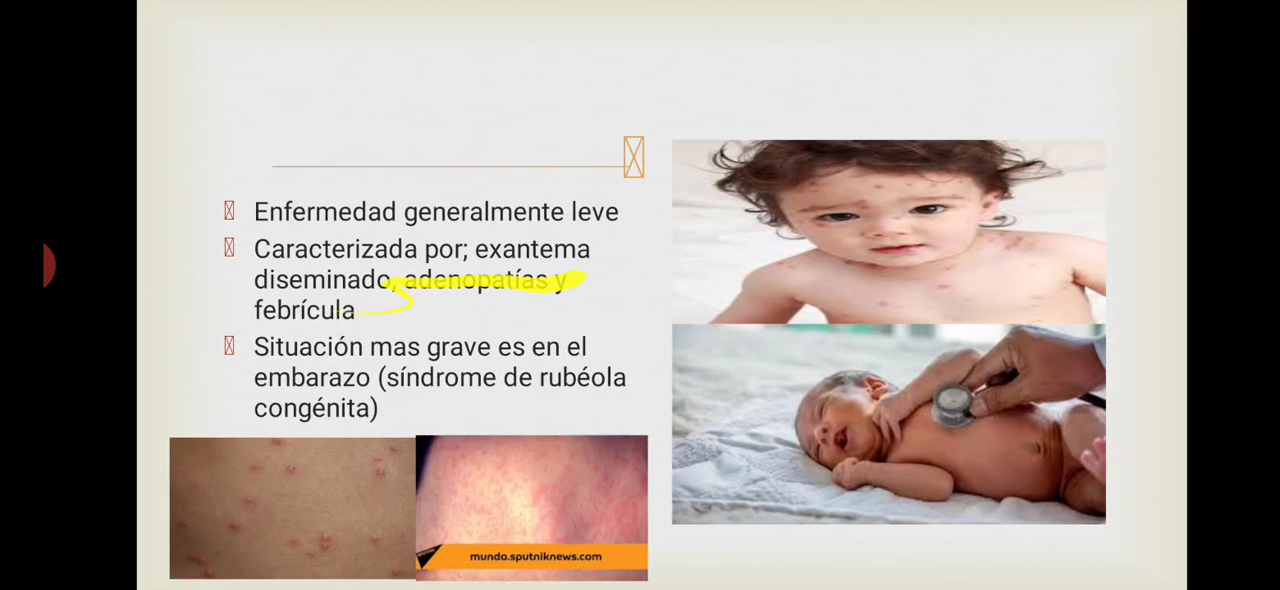 Enfermedad generalmente leve
Caracterizada por; exantema
diseminado, adenopatías y
febrícula
Situación mas grave es en el
embarazo (síndrome de rubéola
congénita)
mundo.sputniknews.com